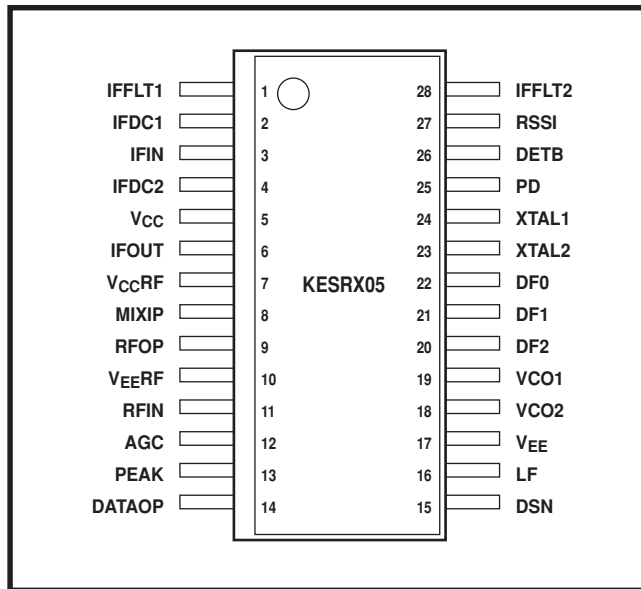 IFFLT1 1 28 IFFLT2
IFDC1 2 27 RSSI
IFIN 3 26 DETB
IFDC2 4 25 PD
VCC 5 24 XTAL1
IFOUT 6 23 XTAL2
VCCRF 7 KESRX05 22 DF0
MIXIP 8 21 DF1
RFOP 9 20 DF2
VEERF 10 19 VCO1
RFIN 11 18 VCO2
AGC 12 17 VEE
PEAK 13 16 LF
DATAOP 14 15 DSN